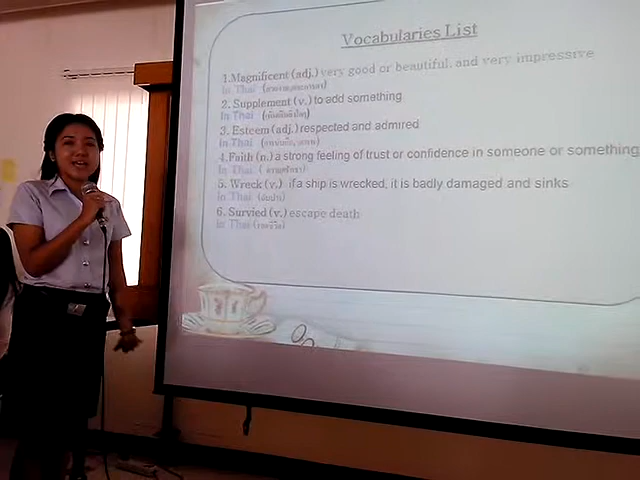 Vocabularies List
1.Magnificent (adj.) very good or beautiful, and very impressive
in Thai
2. Supplement (v.) to add something
in Thai
3. Esteem (adj.) respected and admired
in Thai
4.Faith (n.) a strong feeling of trust or confidence in someone or something
in Thai
5. Wreck (v.) if a ship is wrecked, it is badly damaged and sinks
in Thai
6. Survied (v.) escape death
in Thai